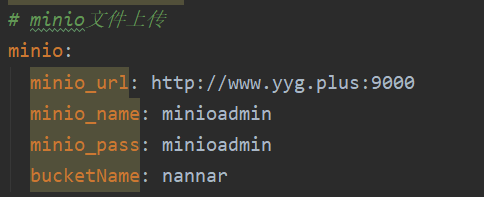 # minio文件上传
minio:
minio_url: http://www.yyg.plus:9000
minio_name: minioadmin
minio_pass: minioadmin
bucketName: nannar